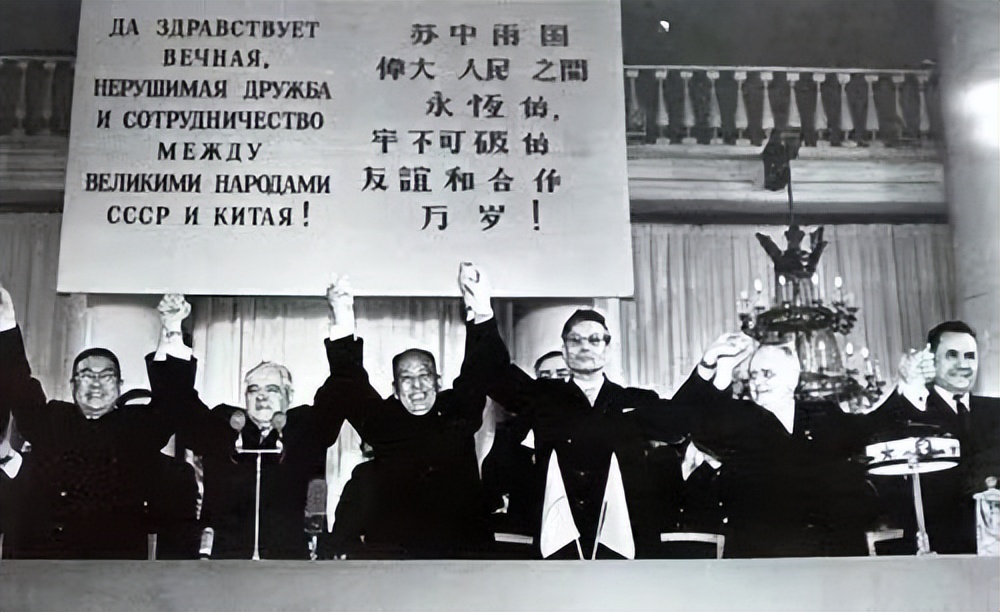 ДА ЗДРАВСТВУЕТ
ВЕЧНАЯ,
НЕРУШИМАЯ ДРУЖБА
И СОТРУДНИЧЕСТВО
МЕЖДУ
ВЕЛИКИМИ НАРОДАМИ
СССР И КИТАЯ!
苏中兩国
偉大 人民 之間
永恆的,
牢不可破的
友誼和合作
万岁!